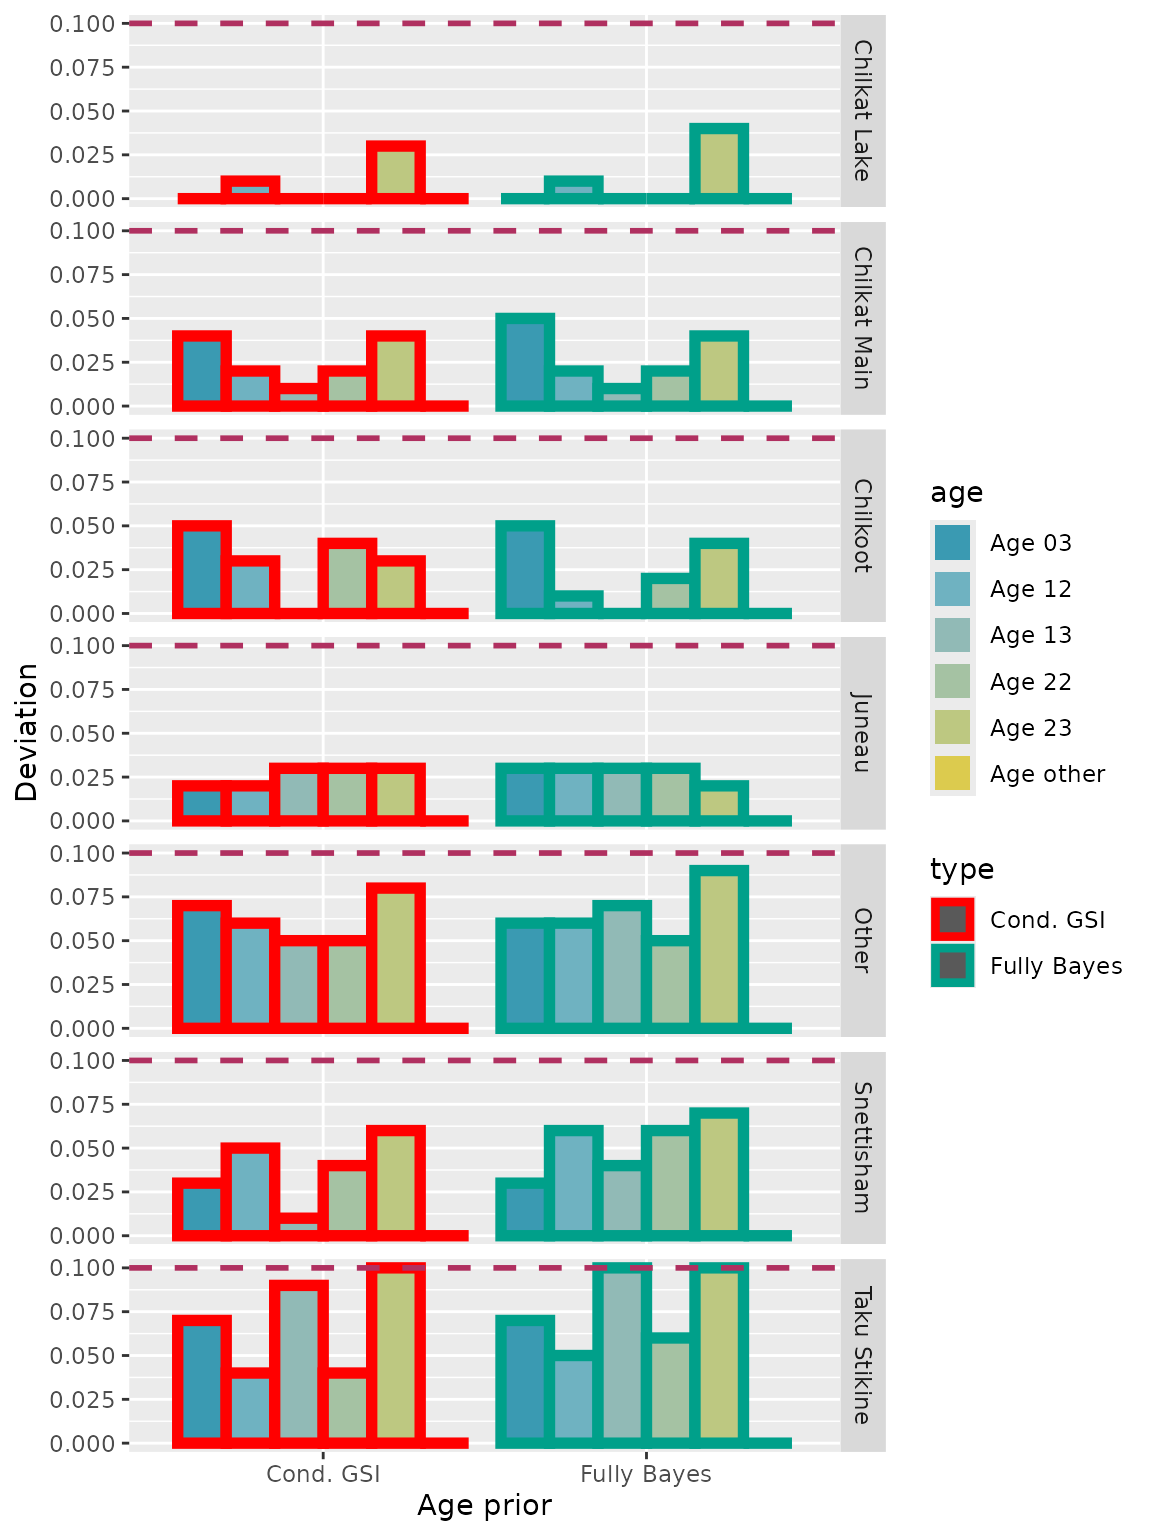 0.100
0.075
0.050
0.025
0.000
Chilkat Lake
0.100
0.075
0.050
0.025
0.000
Chilkat Main
0.100
0.075
0.050
0.025
0.000
Chilkoot
0.100
0.075
0.050
0.025
0.000
Juneau
0.100
0.075
0.050
0.025
0.000
Other
0.100
0.075
0.050
0.025
0.000
Snettisham
0.100
0.075
0.050
0.025
0.000
Taku Stikine
Deviation
Cond. GSI
Fully Bayes
Age prior
age
Age 03
Age 12
Age 13
Age 22
Age 23
Age other
type
Cond. GSI
Fully Bayes